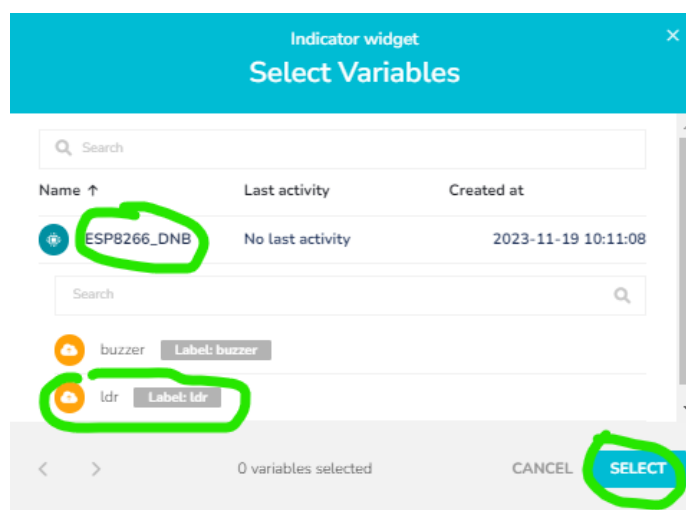 Indicator widget
Select Variables
Search
Name ↑ Last activity Created at
ESP8266_DNB No last activity 2023-11-19 10:11:08
Search
buzzer Label: buzzer
ldr Label: ldr
0 variables selected CANCEL SELECT